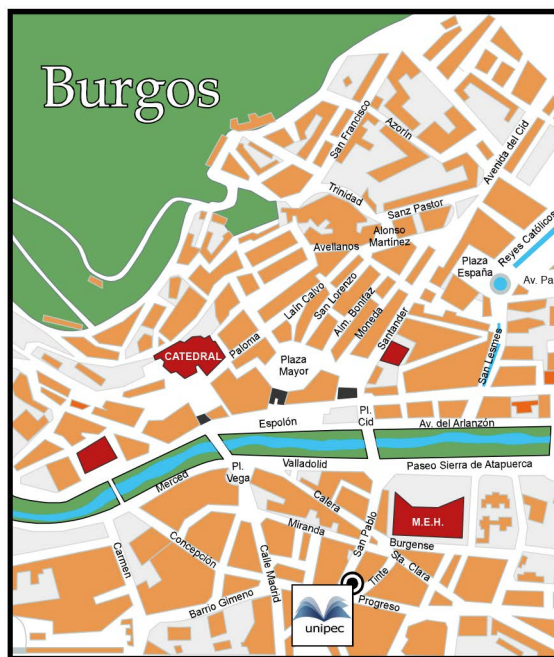 Burgos
San Francisco
Azorín
Avenida del Cid
Trinidad
Sanz Pastor
Reyes Católicos
Avellanos
Alonso
Martinez
Plaza
España
Av. Pa
Laín Calvo
San Lorenzo
Alm. Bonifaz
Moneda
Santander
San Lesmes
CATEDRAL
Paloma
Plaza
Mayor
Espolón
Pl.
Cid
Av. del Arlanzón
Merced
Pl.
Vega
Valladolid
Paseo Sierra de Atapuerca
Calera
Miranda
San Pablo
M.E.H.
Burgense
Carmen
Concepción
Calle Madrid
Sta. Clara
Tinte
Barrio Gimeno
Progreso
unipec